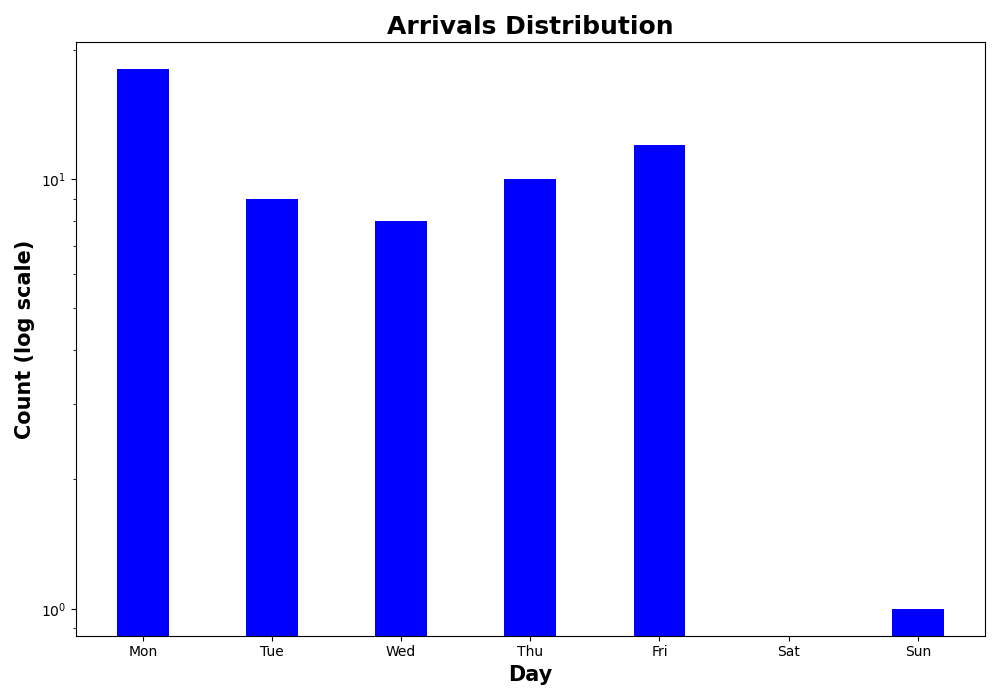 Arrivals Distribution
Count (log scale)
10¹
10⁰
Mon Tue Wed Thu Fri Sat Sun
Day